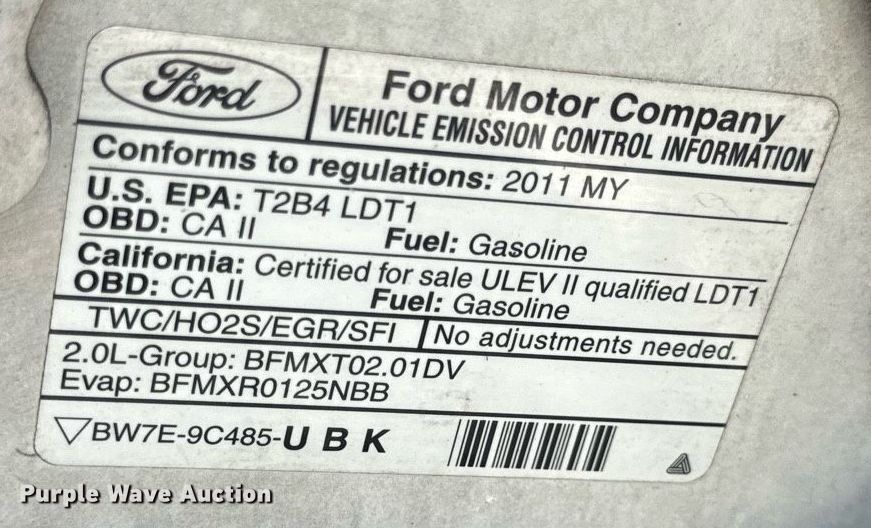 Ford
Ford Motor Company
VEHICLE EMISSION CONTROL INFORMATION
Conforms to regulations: 2011 MY
U.S. EPA: T2B4 LDT1
OBD: CA II Fuel: Gasoline
California: Certified for sale ULEV II qualified LDT1
OBD: CA II Fuel: Gasoline
TWC/HO2S/EGR/SFI No adjustments needed.
2.0L-Group: BFMXT02.01DV
Evap: BFMXR0125NBB
BW7E-9C485-U B K
Purple Wave Auction